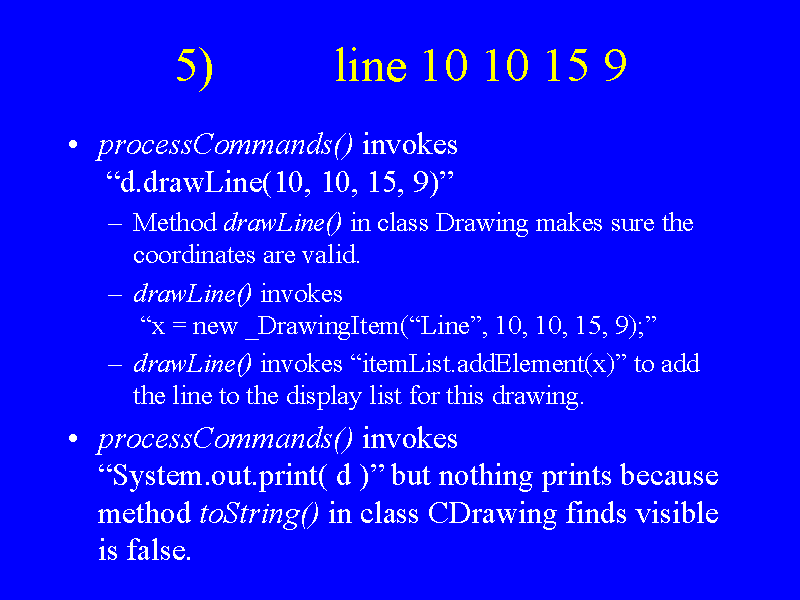 5) line 10 10 15 9
• processCommands() invokes
“d.drawLine(10, 10, 15, 9)”
– Method drawLine() in class Drawing makes sure the
coordinates are valid.
– drawLine() invokes
“x = new _DrawingItem(“Line”, 10, 10, 15, 9);”
– drawLine() invokes “itemList.addElement(x)” to add
the line to the display list for this drawing.
• processCommands() invokes
“System.out.print( d )” but nothing prints because
method toString() in class CDrawing finds visible
is false.